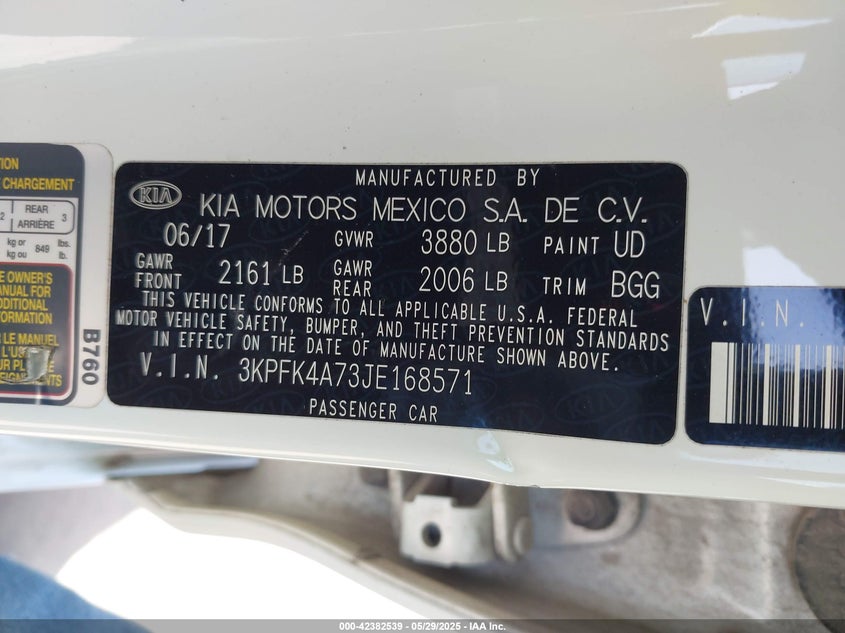 TION
CHARGEMENT
2 REAR 3
ARRIÈRE
kg or 849 lbs.
kg ou lb.
E OWNER'S
ANUAL FOR
DDITIONAL
FORMATION
LE MANUEL
B760
MANUFACTURED BY
KIA KIA MOTORS MEXICO S.A. DE C.V.
06/17 GVWR 3880 LB PAINT UD
GAWR FRONT 2161 LB GAWR REAR 2006 LB TRIM BGG
THIS VEHICLE CONFORMS TO ALL APPLICABLE U.S.A. FEDERAL
MOTOR VEHICLE SAFETY, BUMPER, AND THEFT PREVENTION STANDARDS
IN EFFECT ON THE DATE OF MANUFACTURE SHOWN ABOVE.
V.I.N. 3KPFK4A73JE168571
PASSENGER CAR
V.I.N.
000-42382539 - 05/29/2025 - IAA Inc.